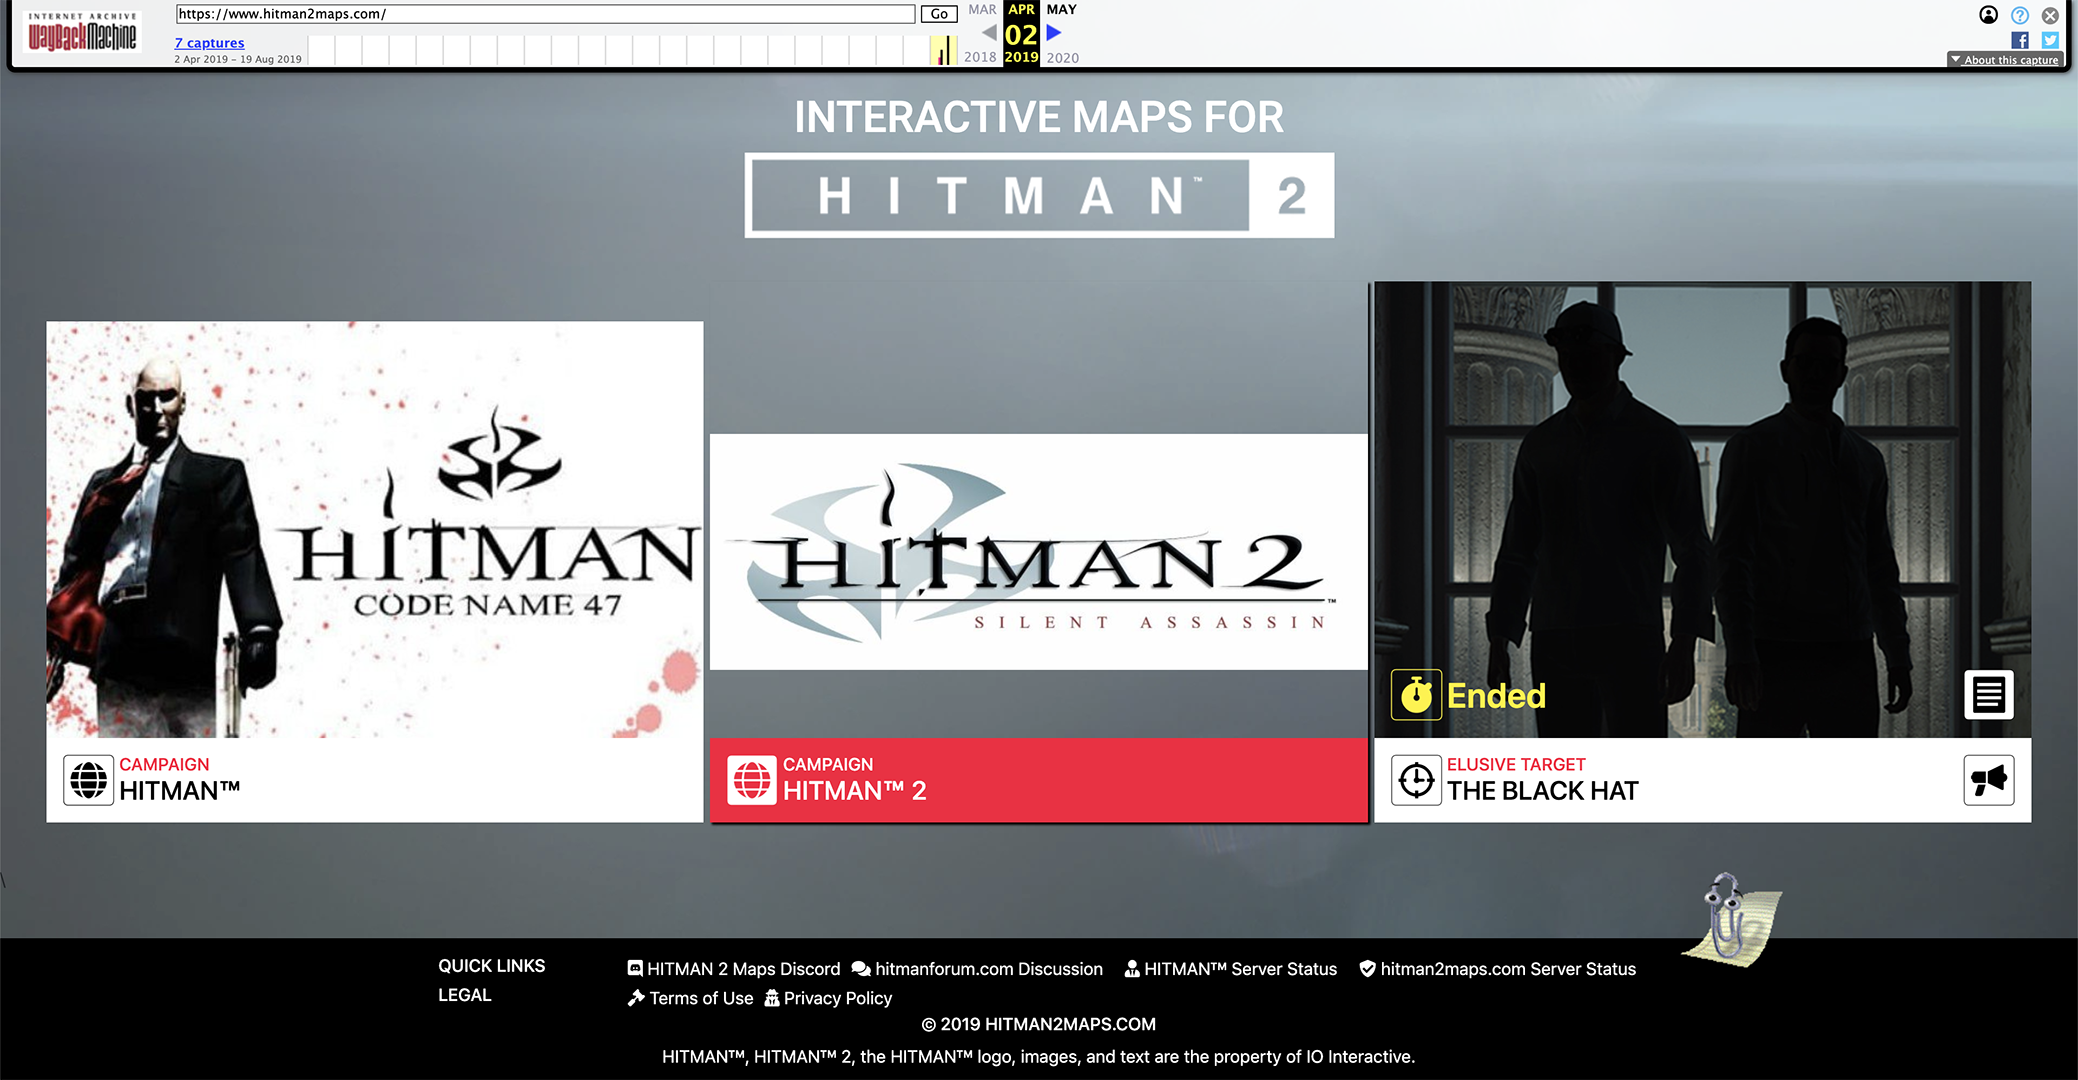 INTERNET ARCHIVE
WayBackMachine
https://www.hitman2maps.com/
Go
MAR
APR
MAY
7 captures
02
2 Apr 2019 – 19 Aug 2019
2018
2019
2020
About this capture
INTERACTIVE MAPS FOR
HITMAN™ 2
HITMAN
CODE NAME 47
HITMAN 2™
SILENT ASSASSIN
Ended
CAMPAIGN
HITMAN™
CAMPAIGN
HITMAN™ 2
ELUSIVE TARGET
THE BLACK HAT
QUICK LINKS
HITMAN 2 Maps Discord
hitmanforum.com Discussion
HITMAN™ Server Status
hitman2maps.com Server Status
LEGAL
Terms of Use
Privacy Policy
© 2019 HITMAN2MAPS.COM
HITMAN™, HITMAN™ 2, the HITMAN™ logo, images, and text are the property of IO Interactive.